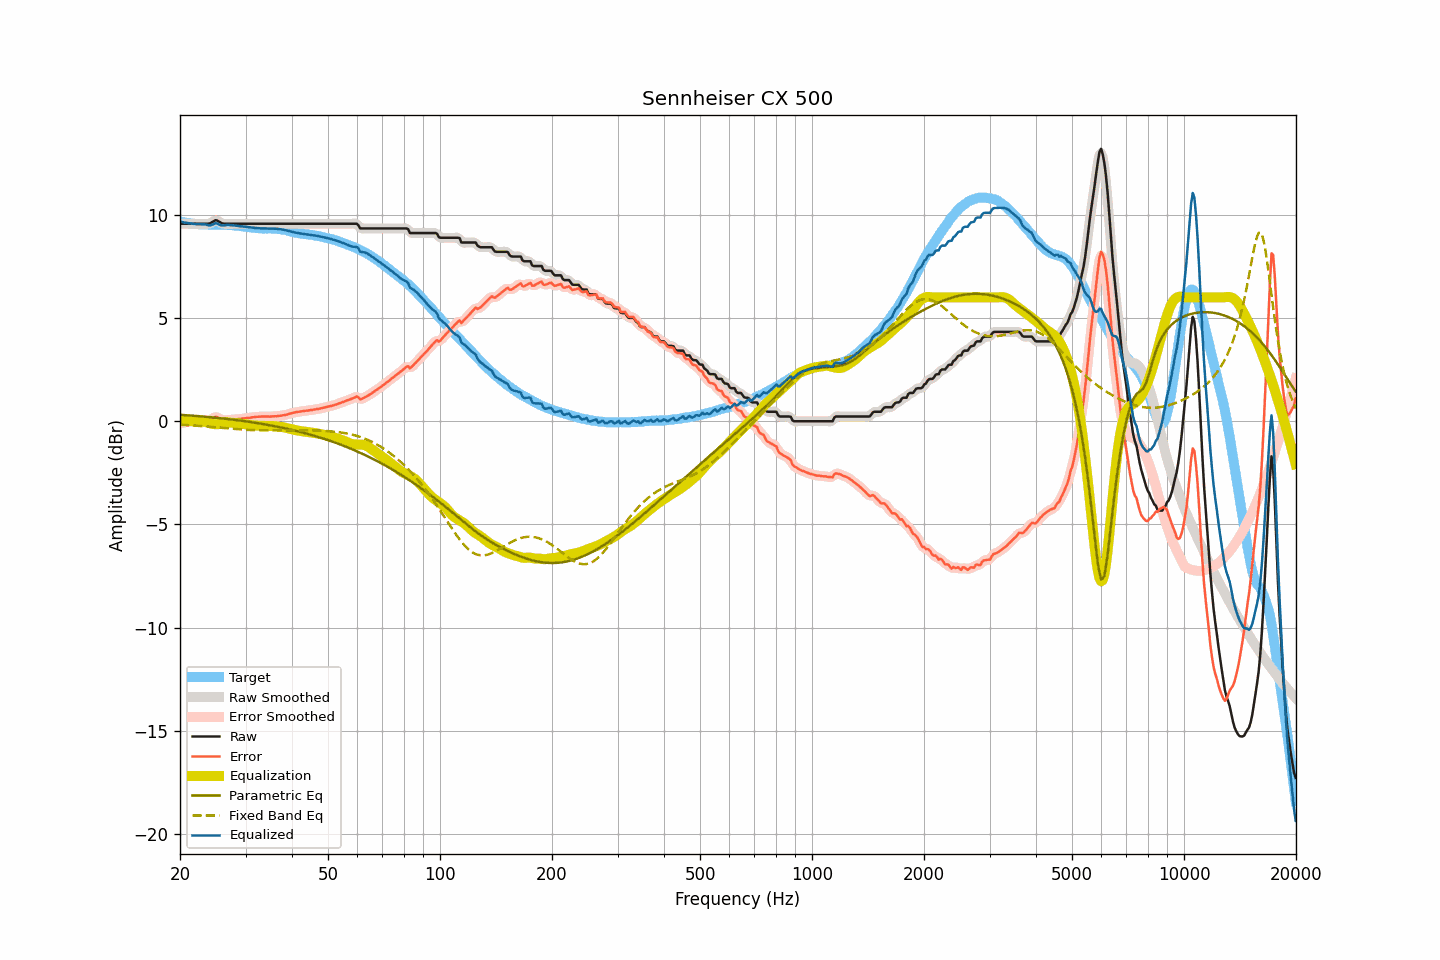 Sennheiser CX 500
Amplitude (dBr)
10
5
0
−5
−10
−15
−20
Target
Raw Smoothed
Error Smoothed
Raw
Error
Equalization
Parametric Eq
Fixed Band Eq
Equalized
20 50 100 200 500 1000 2000 5000 10000 20000
Frequency (Hz)